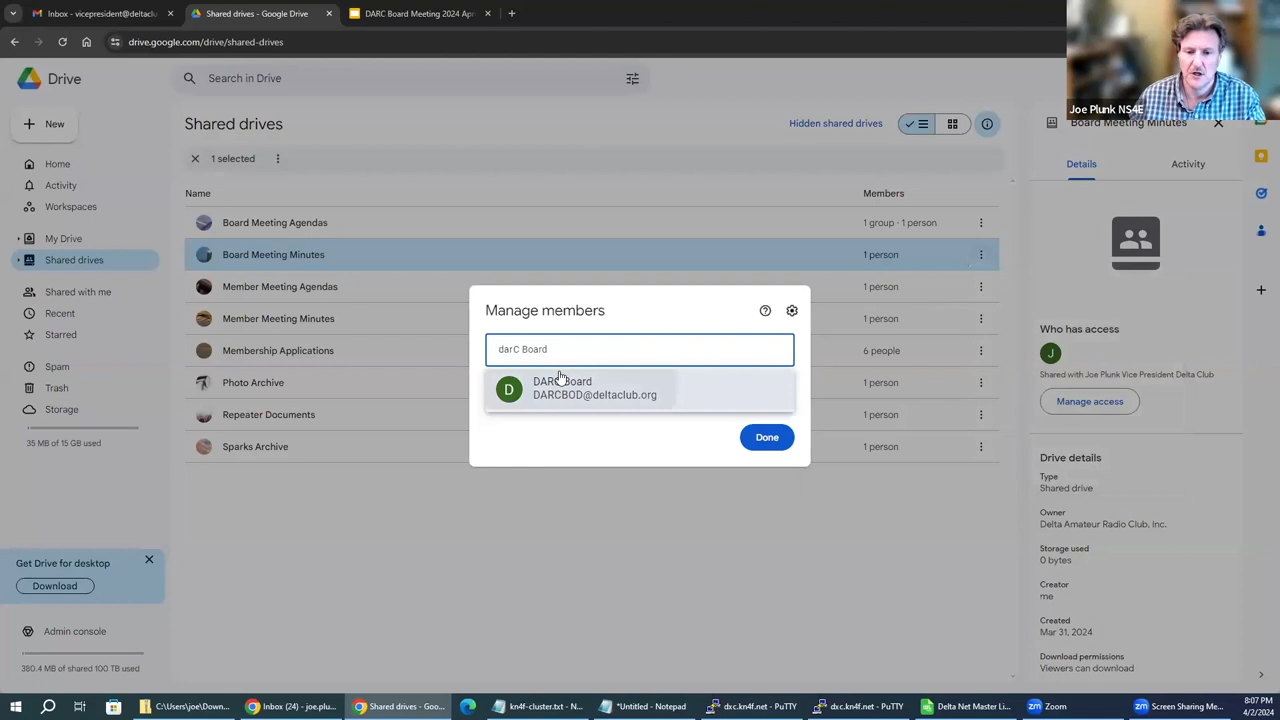 Inbox - vicepresident@deltaclu
Shared drives - Google Drive
DARC Board Meeting 2024 Apr
drive.google.com/drive/shared-drives
Joe Plunk NS4E
Drive
Search in Drive
New
Home
Activity
Workspaces
My Drive
Shared drives
Shared with me
Recent
Starred
Spam
Trash
Storage
35 MB of 15 GB used
Get Drive for desktop
Download
Admin console
380.4 MB of shared 100 TB used
Shared drives
Hidden shared drives
1 selected
Name Members
Board Meeting Agendas 1 group · 1 person
Board Meeting Minutes 1 person
Member Meeting Agendas 1 person
Member Meeting Minutes 1 person
Membership Applications 6 people
Photo Archive 1 person
Repeater Documents 1 person
Sparks Archive 1 person
Manage members
darC Board
DARC Board
DARCBOD@deltaclub.org
Done
Board Meeting Minutes
Details Activity
Who has access
J
Shared with Joe Plunk Vice President Delta Club
Manage access
Drive details
Type
Shared drive
Owner
Delta Amateur Radio Club, Inc.
Storage used
0 bytes
Creator
me
Created
Mar 31, 2024
Download permissions
Viewers can download
C:\Users\joe\Down...
Inbox (24) - joe.plu...
Shared drives - Goo...
kn4f-cluster.txt - N...
*Untitled - Notepad
dxc.kn4f.net - PuTTY
dxc.kn4f.net - PuTTY
Delta Net Master Li...
Zoom
Screen Sharing Me...
8:07 PM
4/2/2024